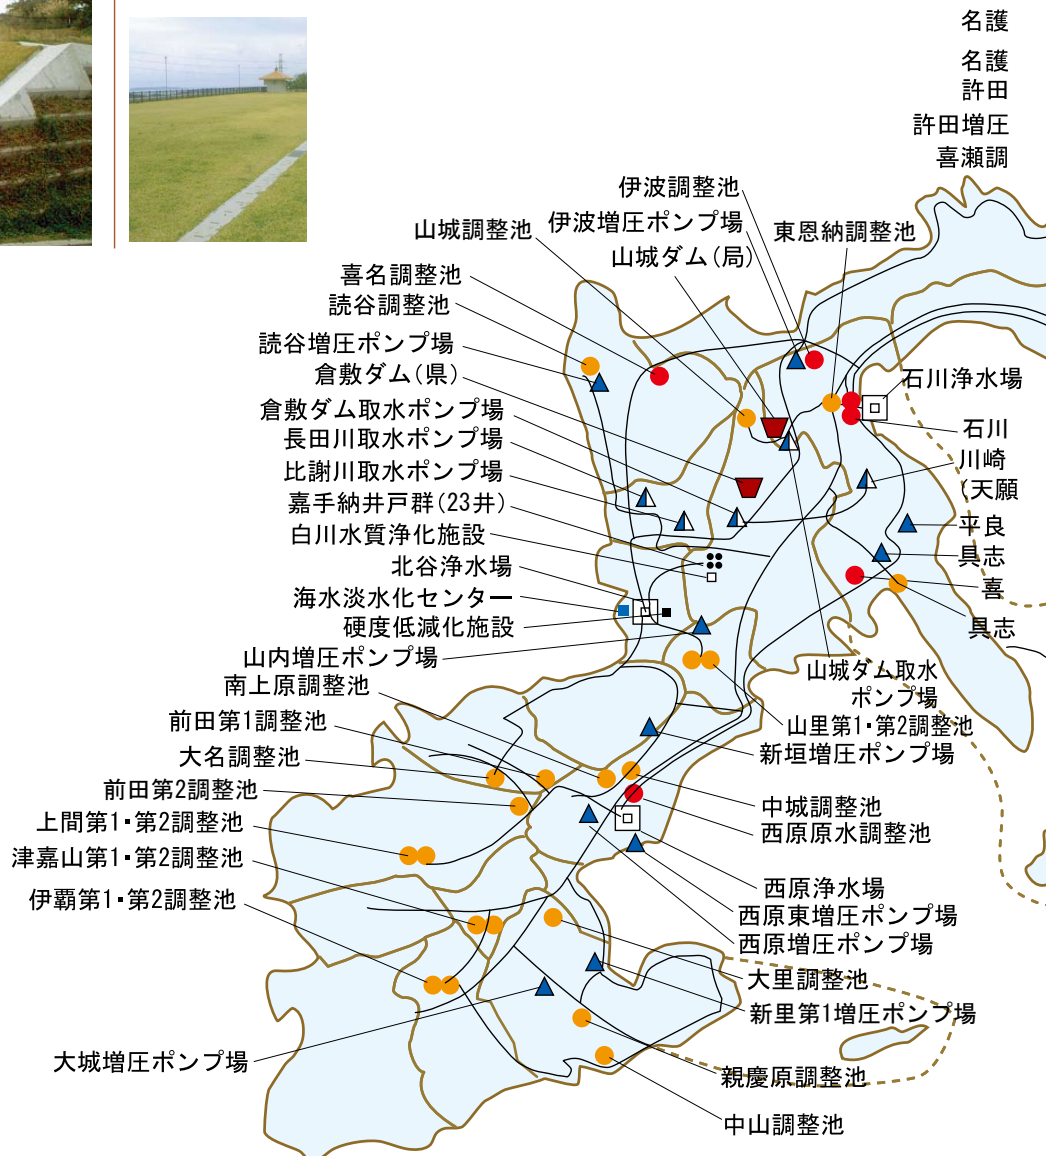 名護
名護
許田
許田増圧
喜瀬調
伊波調整池
伊波増圧ポンプ場
山城調整池
東恩納調整池
山城ダム(局)
喜名調整池
読谷調整池
読谷増圧ポンプ場
倉敷ダム(県)
石川浄水場
倉敷ダム取水ポンプ場
石川
長田川取水ポンプ場
川崎
比謝川取水ポンプ場
(天願
嘉手納井戸群(23井)
平良
白川水質浄化施設
具志
北谷浄水場
喜
海水淡水化センター
硬度低減化施設
具志
山内増圧ポンプ場
山城ダム取水
ポンプ場
南上原調整池
前田第1調整池
山里第1・第2調整池
大名調整池
新垣増圧ポンプ場
前田第2調整池
中城調整池
上間第1・第2調整池
西原原水調整池
津嘉山第1・第2調整池
西原浄水場
伊覇第1・第2調整池
西原東増圧ポンプ場
西原増圧ポンプ場
大里調整池
新里第1増圧ポンプ場
大城増圧ポンプ場
親慶原調整池
中山調整池